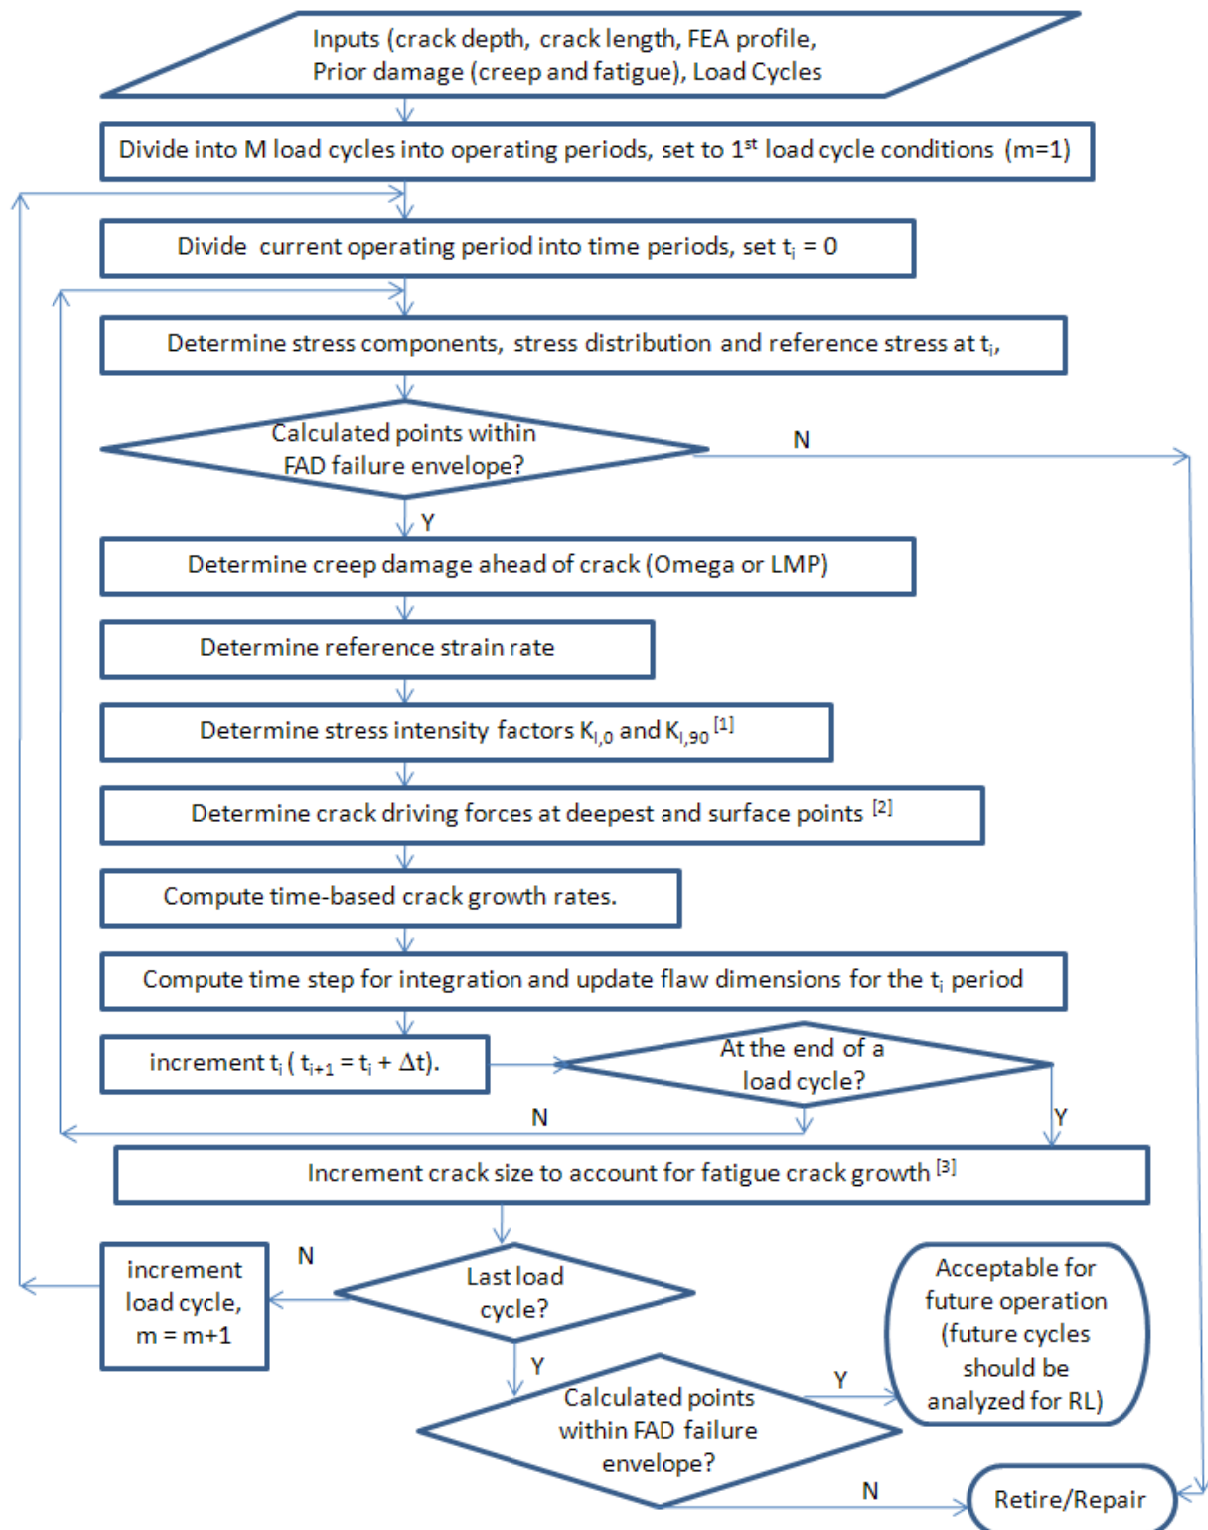 Inputs (crack depth, crack length, FEA profile,
Prior damage (creep and fatigue), Load Cycles
Divide into M load cycles into operating periods, set to 1st load cycle conditions (m=1)
Divide current operating period into time periods, set ti = 0
Determine stress components, stress distribution and reference stress at ti,
Calculated points within
FAD failure envelope?
N
Y
Determine creep damage ahead of crack (Omega or LMP)
Determine reference strain rate
Determine stress intensity factors KI,0 and KI,90 [1]
Determine crack driving forces at deepest and surface points [2]
Compute time-based crack growth rates.
Compute time step for integration and update flaw dimensions for the ti period
increment ti ( ti+1 = ti + Δt).
At the end of a
load cycle?
N
Y
Increment crack size to account for fatigue crack growth [3]
increment
load cycle,
m = m+1
N
Last load
cycle?
Y
Calculated points
within FAD failure
envelope?
Y
Acceptable for
future operation
(future cycles
should be
analyzed for RL)
N
Retire/Repair